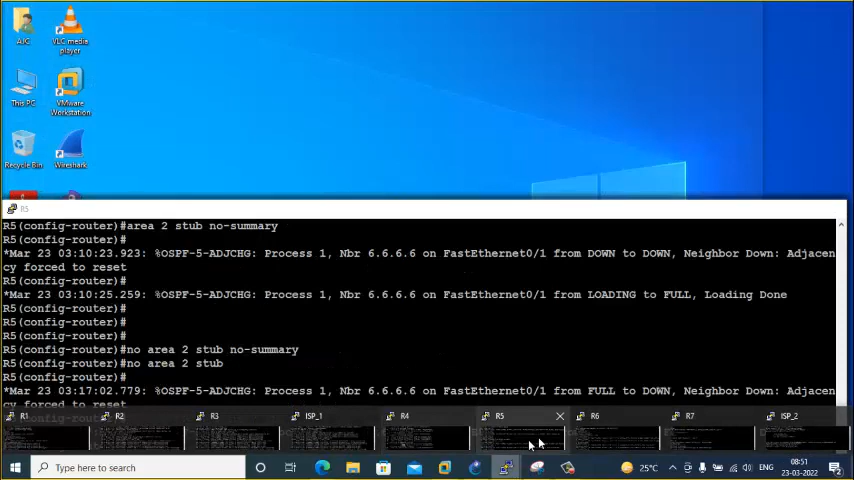 AJC
VLC media
player
This PC
VMware
Workstation
Recycle Bin
Wireshark
R5
R5(config-router)#area 2 stub no-summary
R5(config-router)#
*Mar 23 03:10:23.923: %OSPF-5-ADJCHG: Process 1, Nbr 6.6.6.6 on FastEthernet0/1 from DOWN to DOWN, Neighbor Down: Adjacen
cy forced to reset
R5(config-router)#
*Mar 23 03:10:25.259: %OSPF-5-ADJCHG: Process 1, Nbr 6.6.6.6 on FastEthernet0/1 from LOADING to FULL, Loading Done
R5(config-router)#
R5(config-router)#
R5(config-router)#
R5(config-router)#no area 2 stub no-summary
R5(config-router)#no area 2 stub
R5(config-router)#
*Mar 23 03:17:02.779: %OSPF-5-ADJCHG: Process 1, Nbr 6.6.6.6 on FastEthernet0/1 from FULL to DOWN, Neighbor Down: Adjacen
cy forced to reset
R1 R2 R3 ISP_1 R4 R5 R6 R7 ISP_2
Type here to search
25°C
ENG
08:51
23-03-2022
2